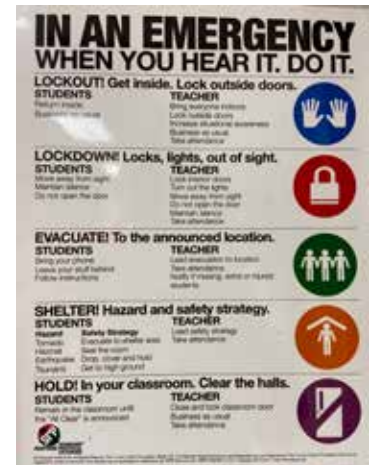 IN AN EMERGENCY
WHEN YOU HEAR IT. DO IT.
LOCKOUT! Get inside. Lock outside doors.
STUDENTS
Return inside
Business as usual
TEACHER
Bring everyone indoors
Lock outside doors
Increase situational awareness
Business as usual
Take attendance
LOCKDOWN! Locks, lights, out of sight.
STUDENTS
Move away from sight
Maintain silence
Do not open the door
TEACHER
Lock interior doors
Turn out the lights
Move away from sight
Do not open the door
Maintain silence
Take attendance
EVACUATE! To the announced location.
STUDENTS
Bring your phone
Leave your stuff behind
Follow instructions
TEACHER
Lead evacuation to location
Take attendance
Notify if missing, extra or injured
students
SHELTER! Hazard and safety strategy.
STUDENTS
Hazard Safety Strategy
Tornado Evacuate to shelter area
Hazmat Seal the room
Earthquake Drop, cover and hold
Tsunami Get to high ground
TEACHER
Lead safety strategy
Take attendance
HOLD! In your classroom. Clear the halls.
STUDENTS
Remain in the classroom until
the "All Clear" is announced
TEACHER
Close and lock classroom door
Business as usual
Take attendance